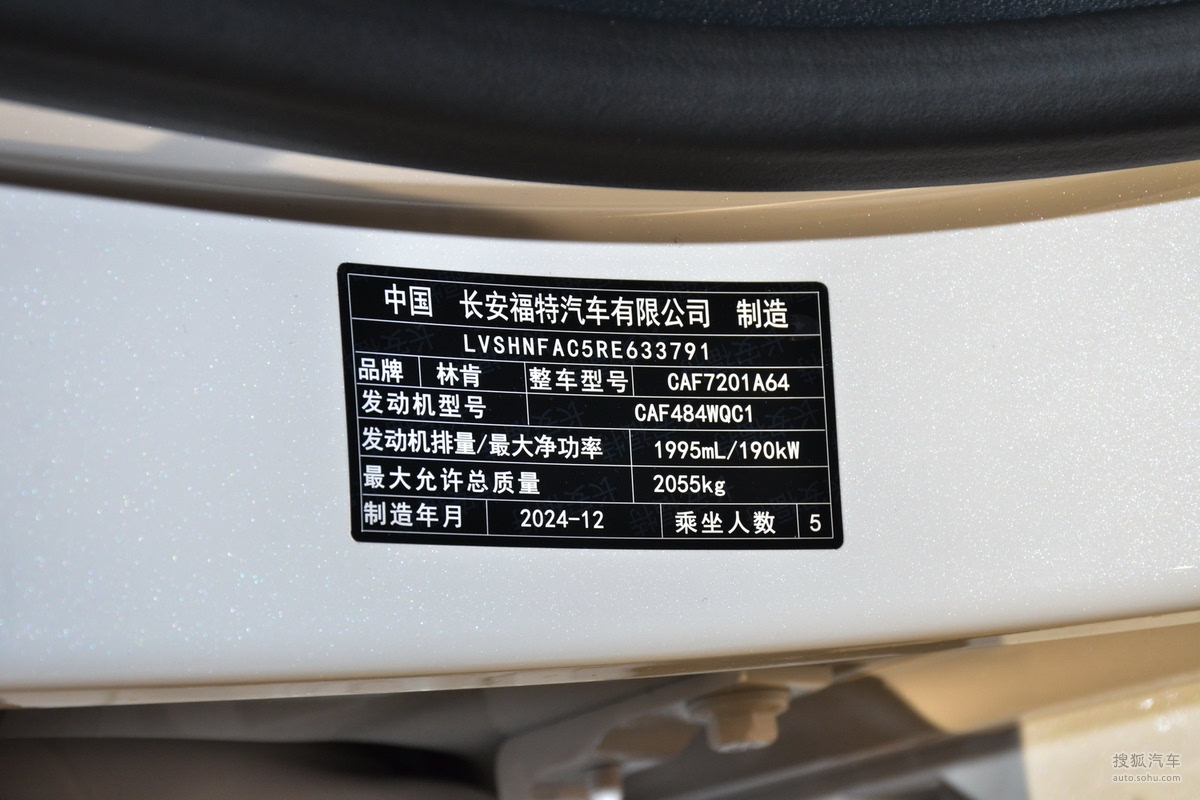 中国 长安福特汽车有限公司 制造
LVSHNFAC5RE633791
品牌 林肯 整车型号 CAF7201A64
发动机型号 CAF484WQC1
发动机排量/最大净功率 1995mL/190kW
最大允许总质量 2055kg
制造年月 2024-12 乘坐人数 5
搜狐汽车
auto.sohu.com